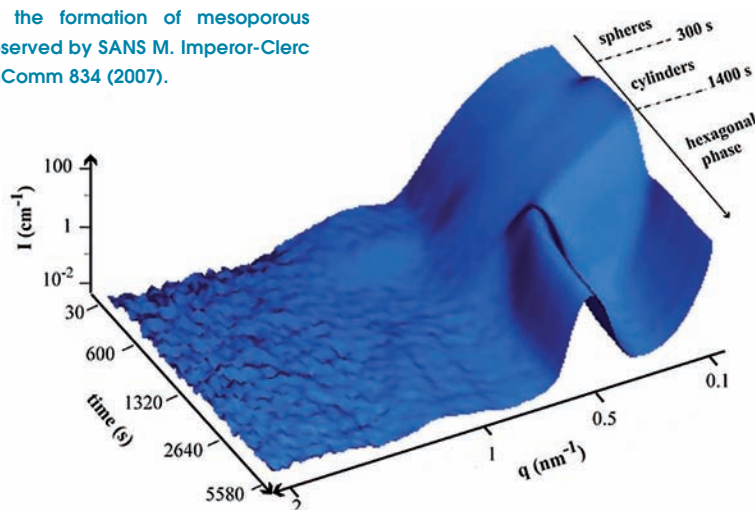 the formation of mesoporous
served by SANS M. Imperor-Clerc
Comm 834 (2007).
spheres
300 s
cylinders
1400 s
hexagonal
phase
100
1
10-2
I (cm-1)
30
600
1320
2640
5580
time (s)
2
1
0.5
0.1
q (nm-1)